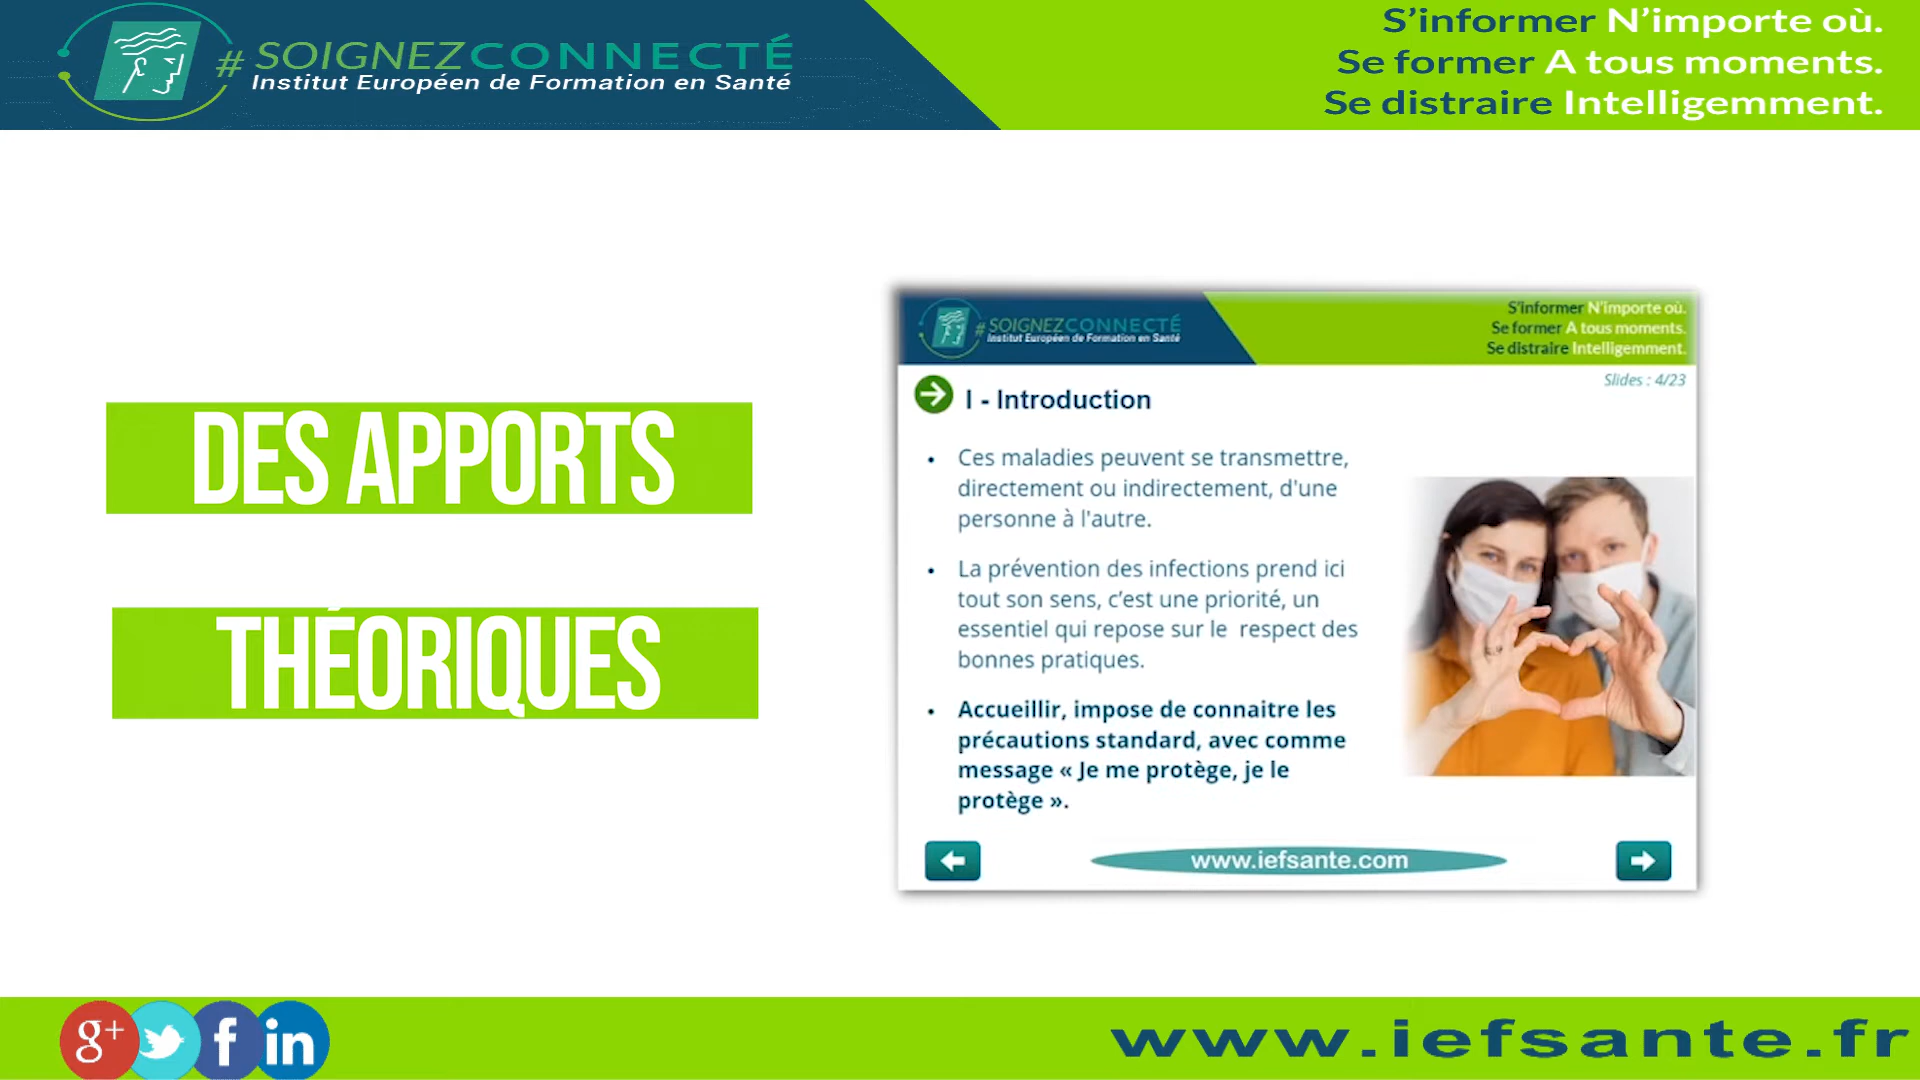 #SOIGNEZCONNECTÉ
Institut Européen de Formation en Santé
S’informer N’importe où.
Se former A tous moments.
Se distraire Intelligemment.
DES APPORTS
THÉORIQUES
#SOIGNEZCONNECTÉ
Institut Européen de Formation en Santé
S’informer N’importe où.
Se former A tous moments.
Se distraire Intelligemment.
Slides : 4/23
I - Introduction
• Ces maladies peuvent se transmettre,
directement ou indirectement, d'une
personne à l'autre.
• La prévention des infections prend ici
tout son sens, c’est une priorité, un
essentiel qui repose sur le respect des
bonnes pratiques.
• Accueillir, impose de connaitre les
précautions standard, avec comme
message « Je me protège, je le
protège ».
www.iefsante.com
g+
f
in
www.iefsante.fr